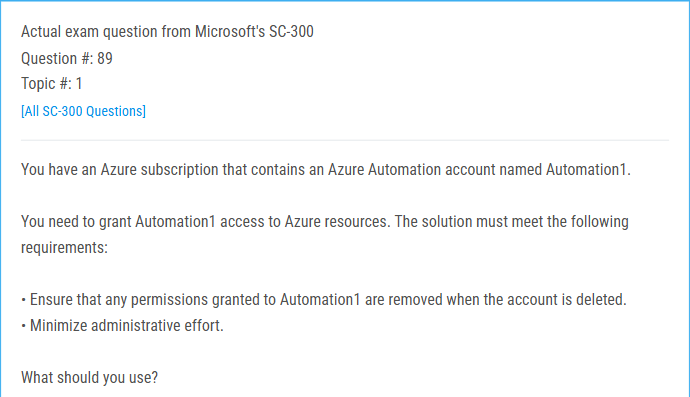 Actual exam question from Microsoft's SC-300
Question #: 89
Topic #: 1
[All SC-300 Questions]
You have an Azure subscription that contains an Azure Automation account named Automation1.
You need to grant Automation1 access to Azure resources. The solution must meet the following
requirements:
• Ensure that any permissions granted to Automation1 are removed when the account is deleted.
• Minimize administrative effort.
What should you use?